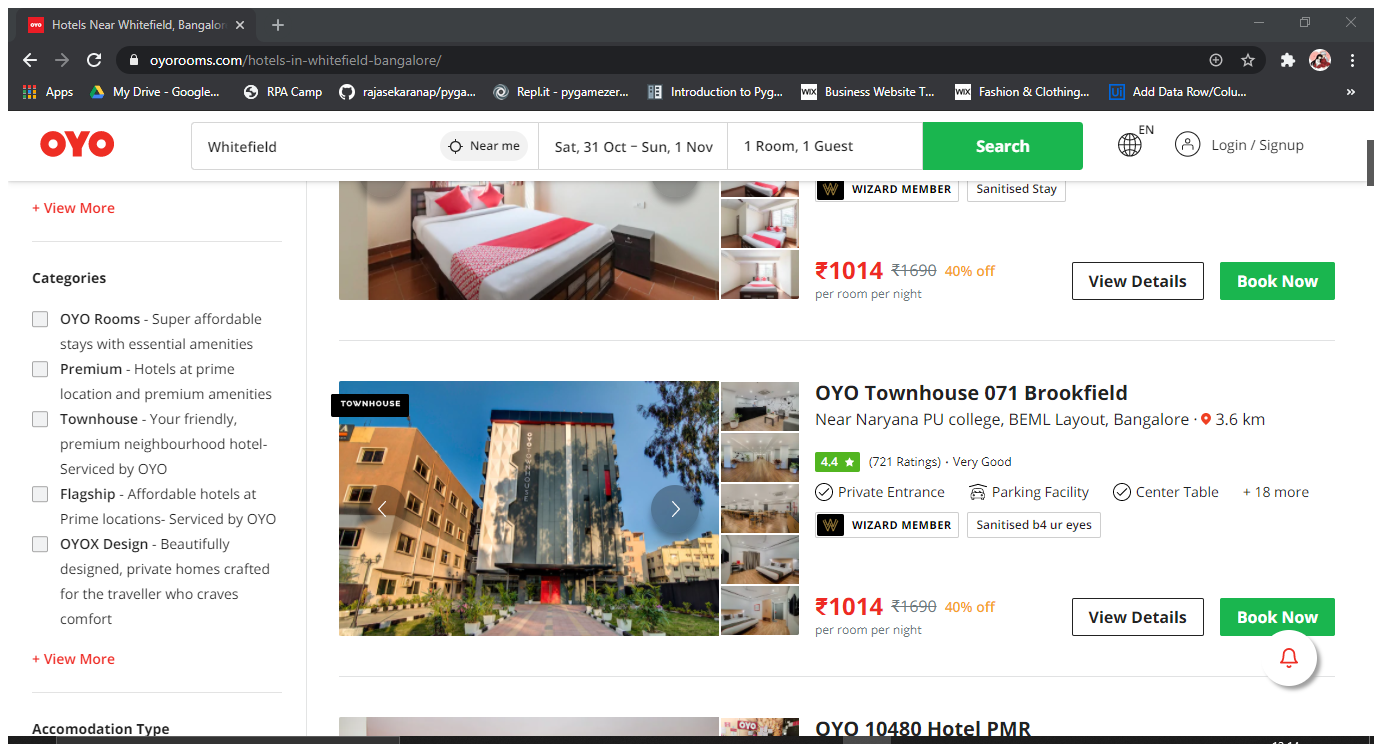 OYO Hotels Near Whitefield, Bangalor
oyorooms.com/hotels-in-whitefield-bangalore/
Apps My Drive - Google... RPA Camp rajasekaranap/pyga... Repl.it - pygamezer... Introduction to Pyg... WIX Business Website T... WIX Fashion & Clothing... Ui Add Data Row/Colu... »
OYO Whitefield Near me Sat, 31 Oct – Sun, 1 Nov 1 Room, 1 Guest Search EN Login / Signup
+ View More
Categories
OYO Rooms - Super affordable
stays with essential amenities
Premium - Hotels at prime
location and premium amenities
Townhouse - Your friendly,
premium neighbourhood hotel-
Serviced by OYO
Flagship - Affordable hotels at
Prime locations- Serviced by OYO
OYOX Design - Beautifully
designed, private homes crafted
for the traveller who craves
comfort
+ View More
Accomodation Type
W WIZARD MEMBER Sanitised Stay
₹1014 ₹1690 40% off
per room per night
View Details Book Now
TOWNHOUSE
OYO TOWNHOUSE
OYO Townhouse 071 Brookfield
Near Naryana PU college, BEML Layout, Bangalore · 3.6 km
4.4 ★ (721 Ratings) · Very Good
Private Entrance Parking Facility Center Table + 18 more
W WIZARD MEMBER Sanitised b4 ur eyes
₹1014 ₹1690 40% off
per room per night
View Details Book Now
OYO
OYO 10480 Hotel PMR